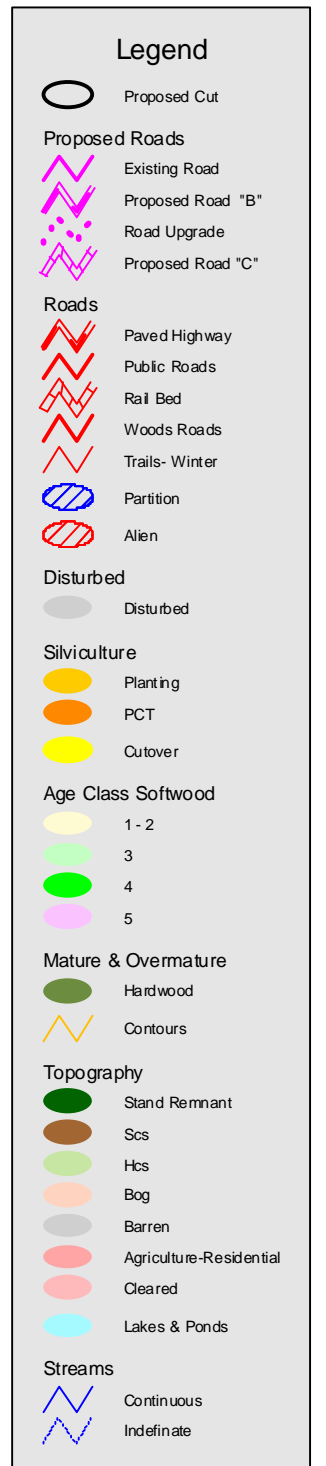 Legend
Proposed Cut
Proposed Roads
Existing Road
Proposed Road "B"
Road Upgrade
Proposed Road "C"
Roads
Paved Highway
Public Roads
Rail Bed
Woods Roads
Trails- Winter
Partition
Alien
Disturbed
Disturbed
Silviculture
Planting
PCT
Cutover
Age Class Softwood
1 - 2
3
4
5
Mature & Overmature
Hardwood
Contours
Topography
Stand Remnant
Scs
Hcs
Bog
Barren
Agriculture-Residential
Cleared
Lakes & Ponds
Streams
Continuous
Indefinate